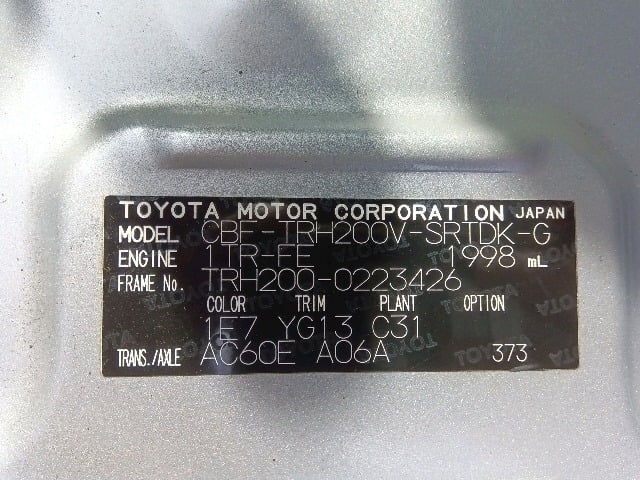 TOYOTA MOTOR CORPORATION JAPAN
MODEL CBF-TRH200V-SRTDK-G
ENGINE 1TR-FE 1998 mL
FRAME No. TRH200-0223426
COLOR TRIM PLANT OPTION
1E7 YG13 C31
TRANS./AXLE AC60E A06A 373